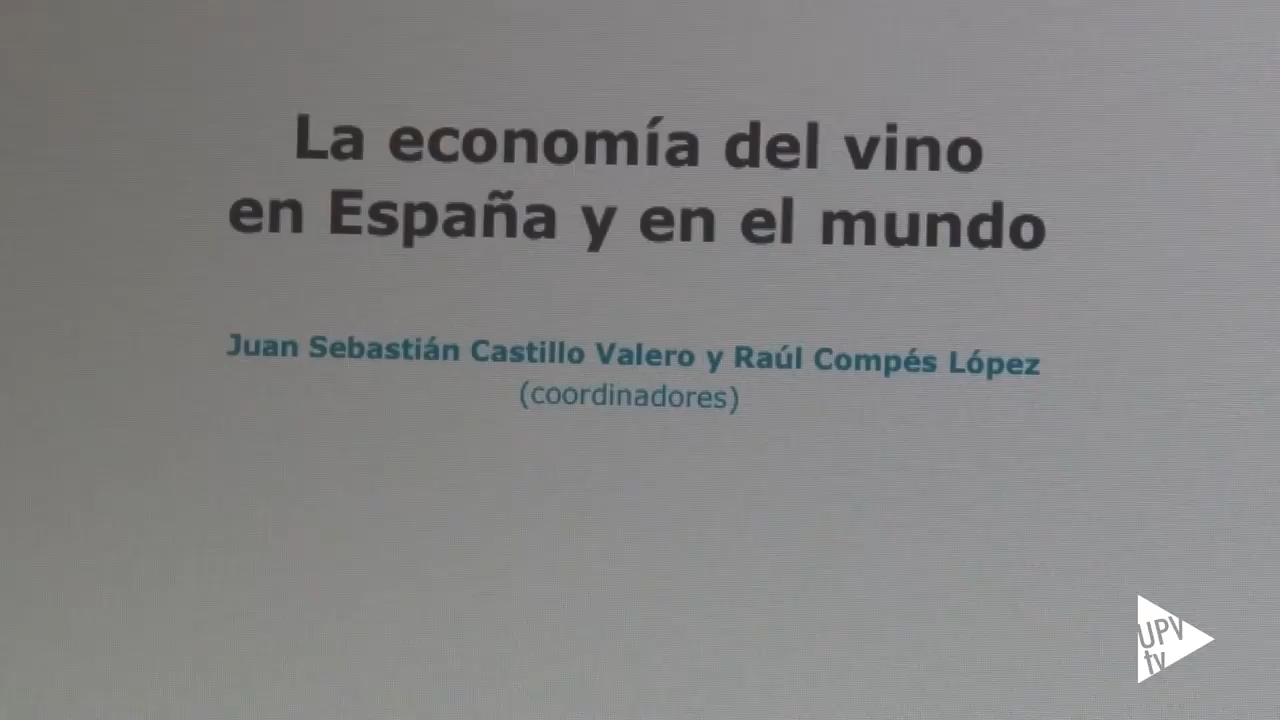 La economía del vino
en España y en el mundo
Juan Sebastián Castillo Valero y Raúl Compés López
(coordinadores)
UPV
tv